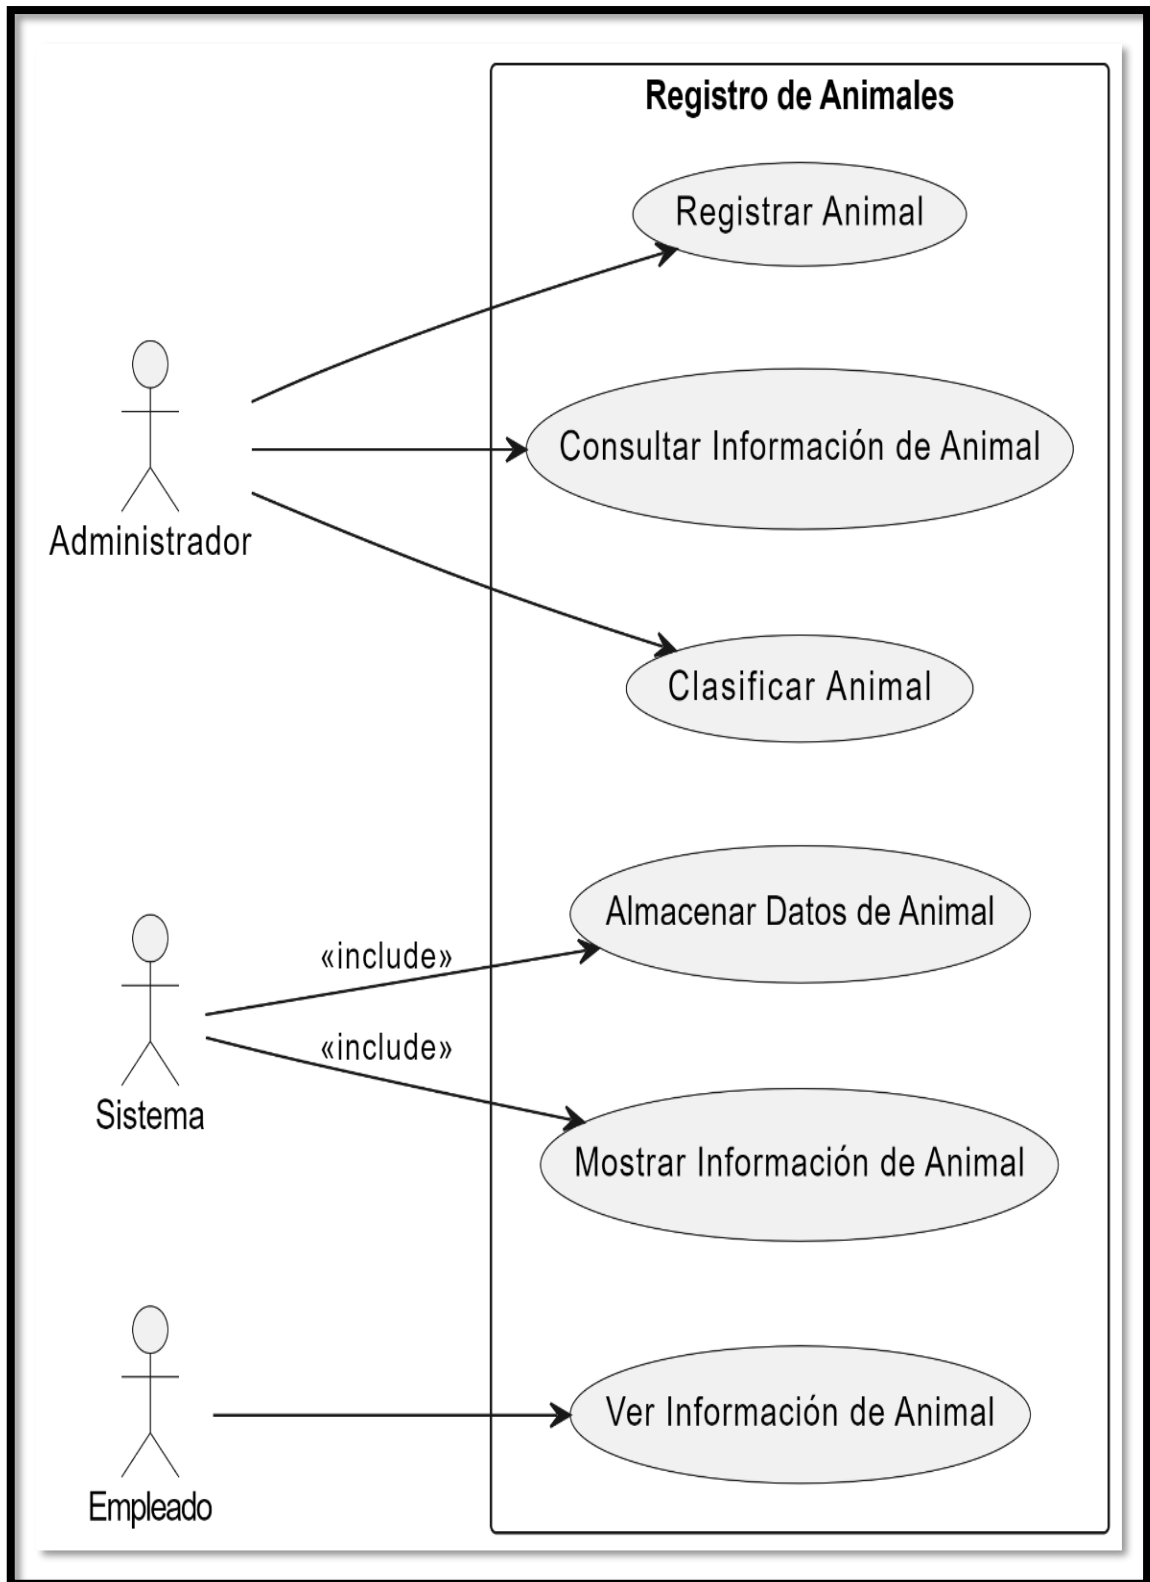 Registro de Animales
Registrar Animal
Consultar Información de Animal
Administrador
Clasificar Animal
Almacenar Datos de Animal
«include»
«include»
Sistema
Mostrar Información de Animal
Ver Información de Animal
Empleado